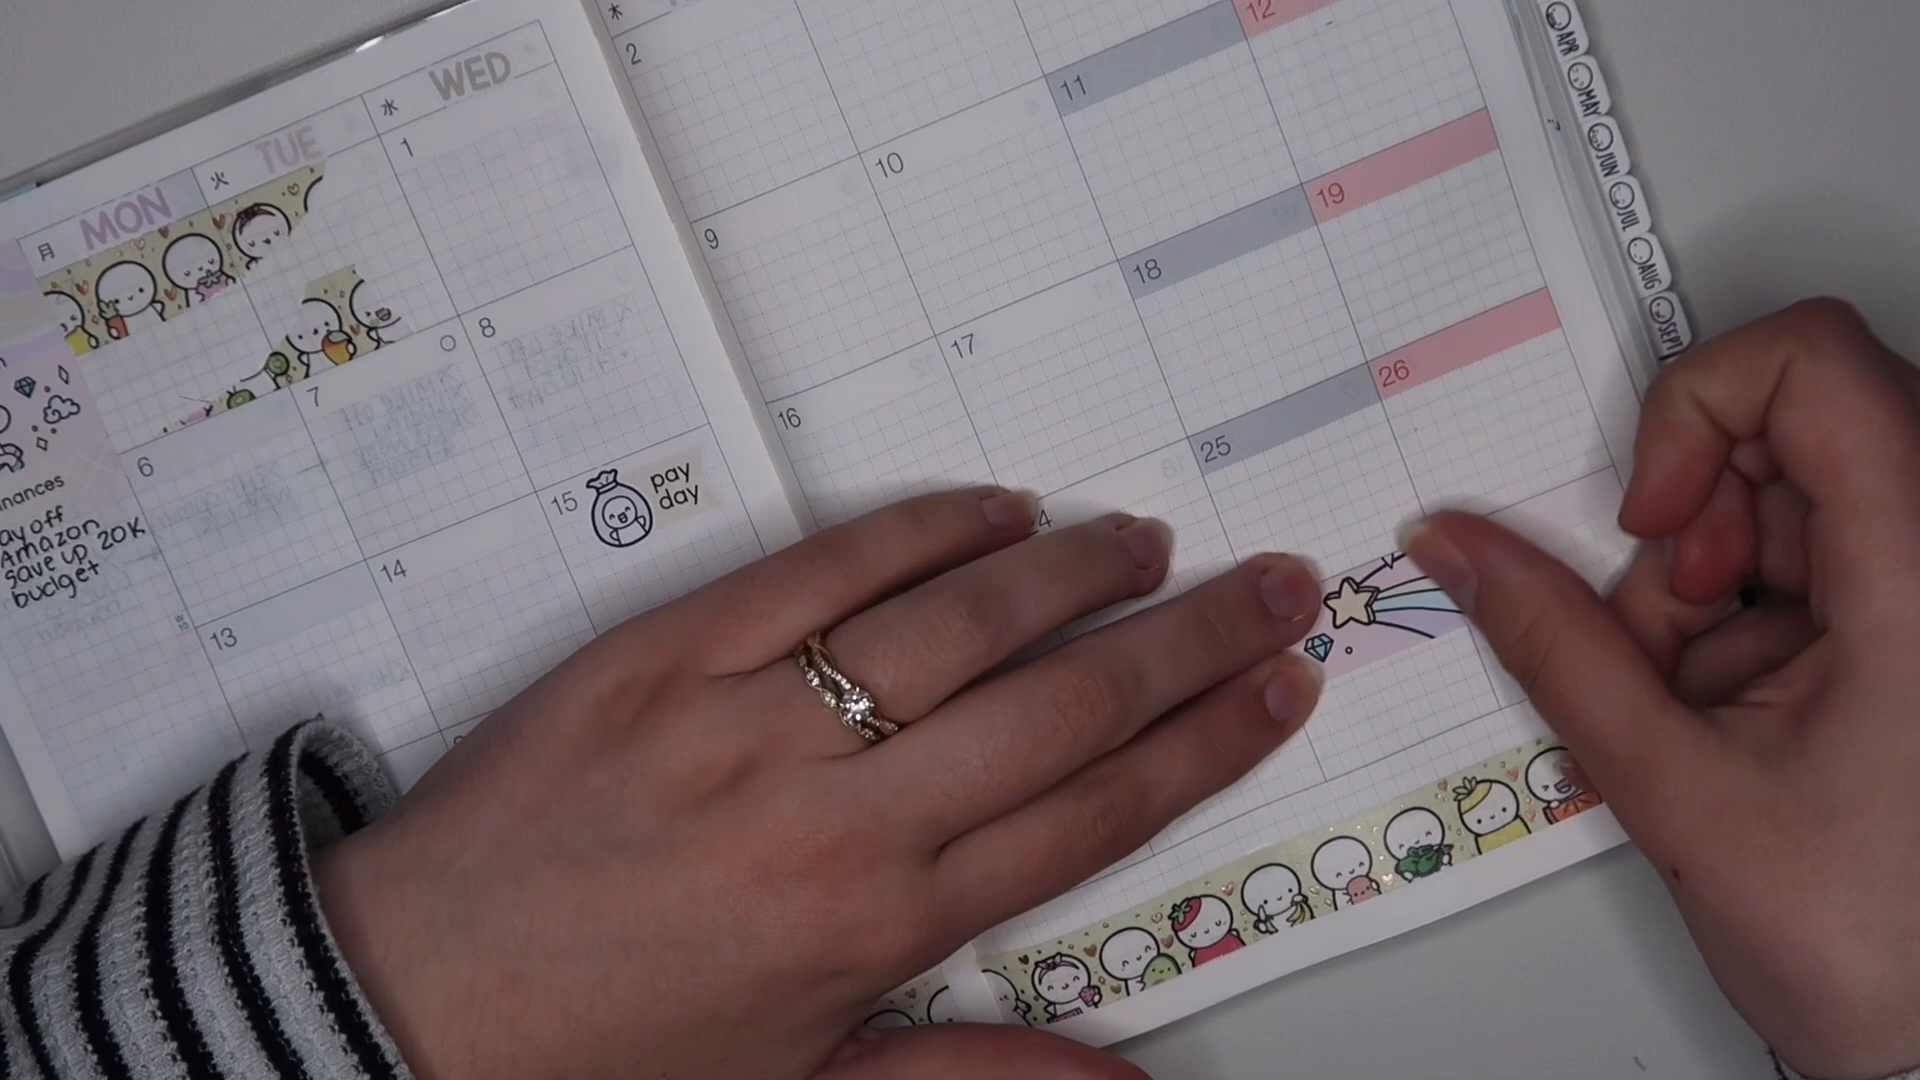 月 MON
火 TUE
水 WED
木
1
2
6
7
8
9
10
11
12
13
14
15
pay
day
16
17
18
19
25
26
ay off
Amazon
save up 20K
budget
APR
MAY
JUN
JUL
AUG
SEPT